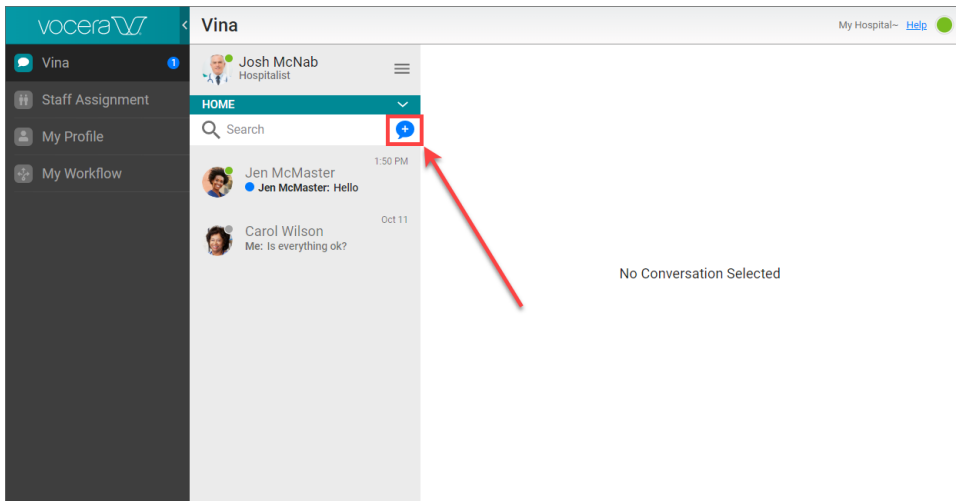 vocera
Vina
My Hospital~ Help
Vina 1
Staff Assignment
My Profile
My Workflow
Josh McNab
Hospitalist
HOME
Search
1:50 PM
Jen McMaster
Jen McMaster: Hello
Oct 11
Carol Wilson
Me: Is everything ok?
No Conversation Selected